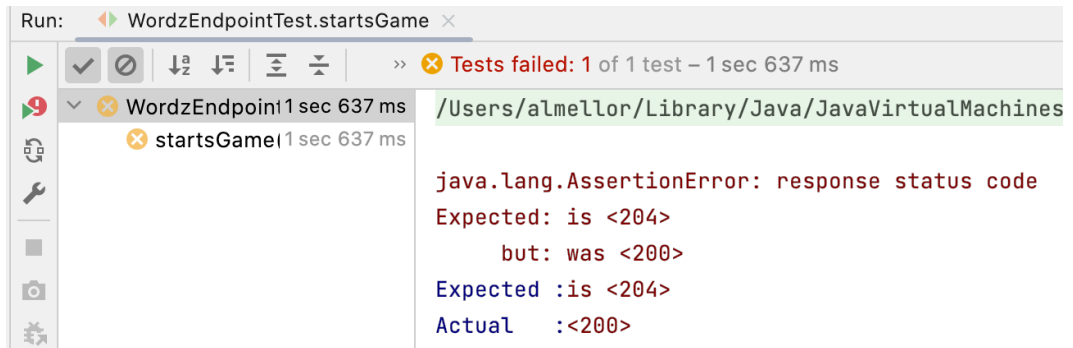 Run: WordzEndpointTest.startsGame ×
» Tests failed: 1 of 1 test – 1 sec 637 ms
WordzEndpoint 1 sec 637 ms
startsGame( 1 sec 637 ms
/Users/almellor/Library/Java/JavaVirtualMachines
java.lang.AssertionError: response status code
Expected: is <204>
but: was <200>
Expected :is <204>
Actual :<200>